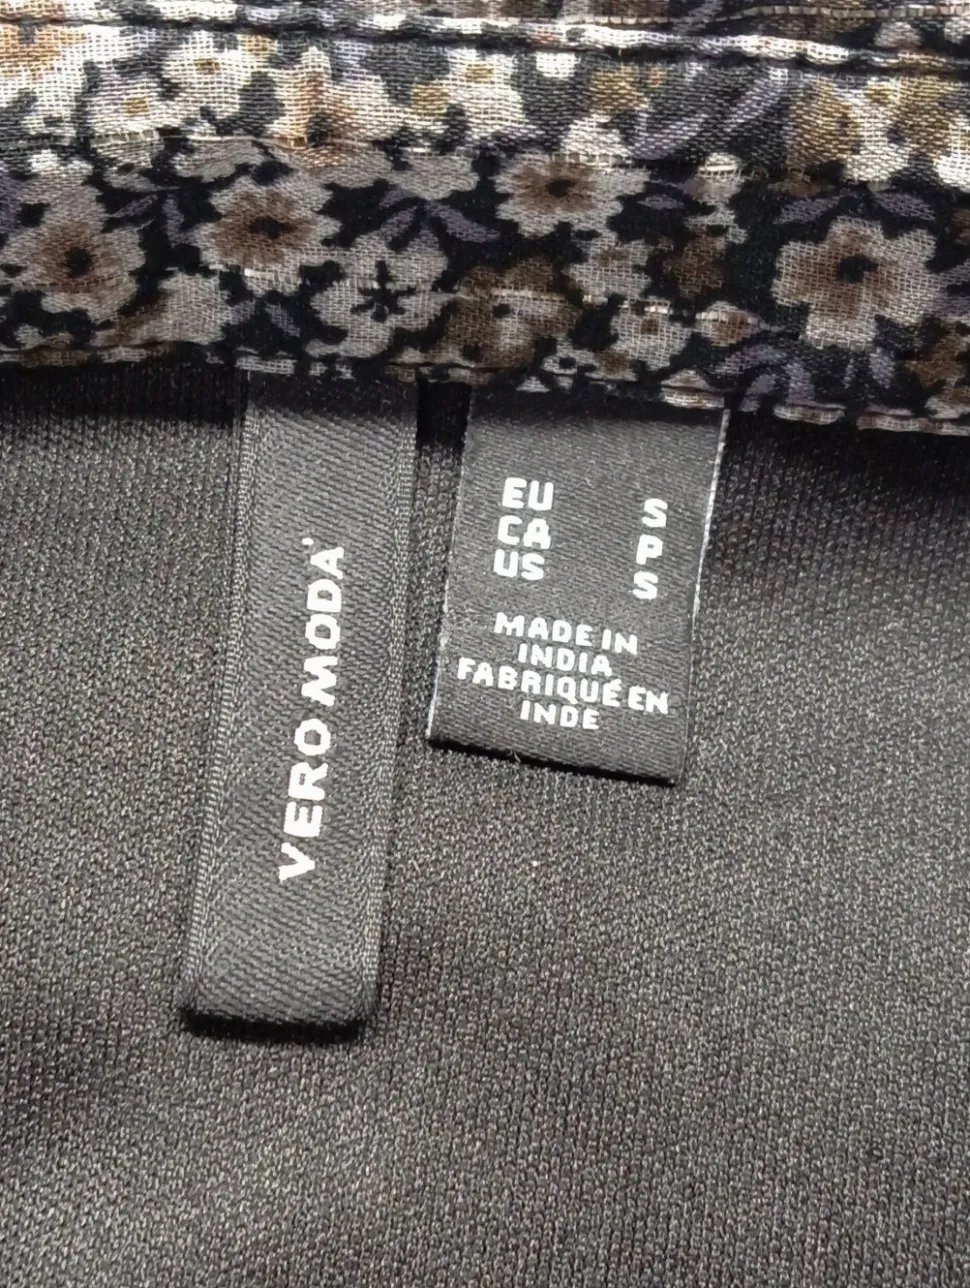 VERO MODA
EU S
CA P
US S
MADE IN
INDIA
FABRIQUÉ EN
INDE